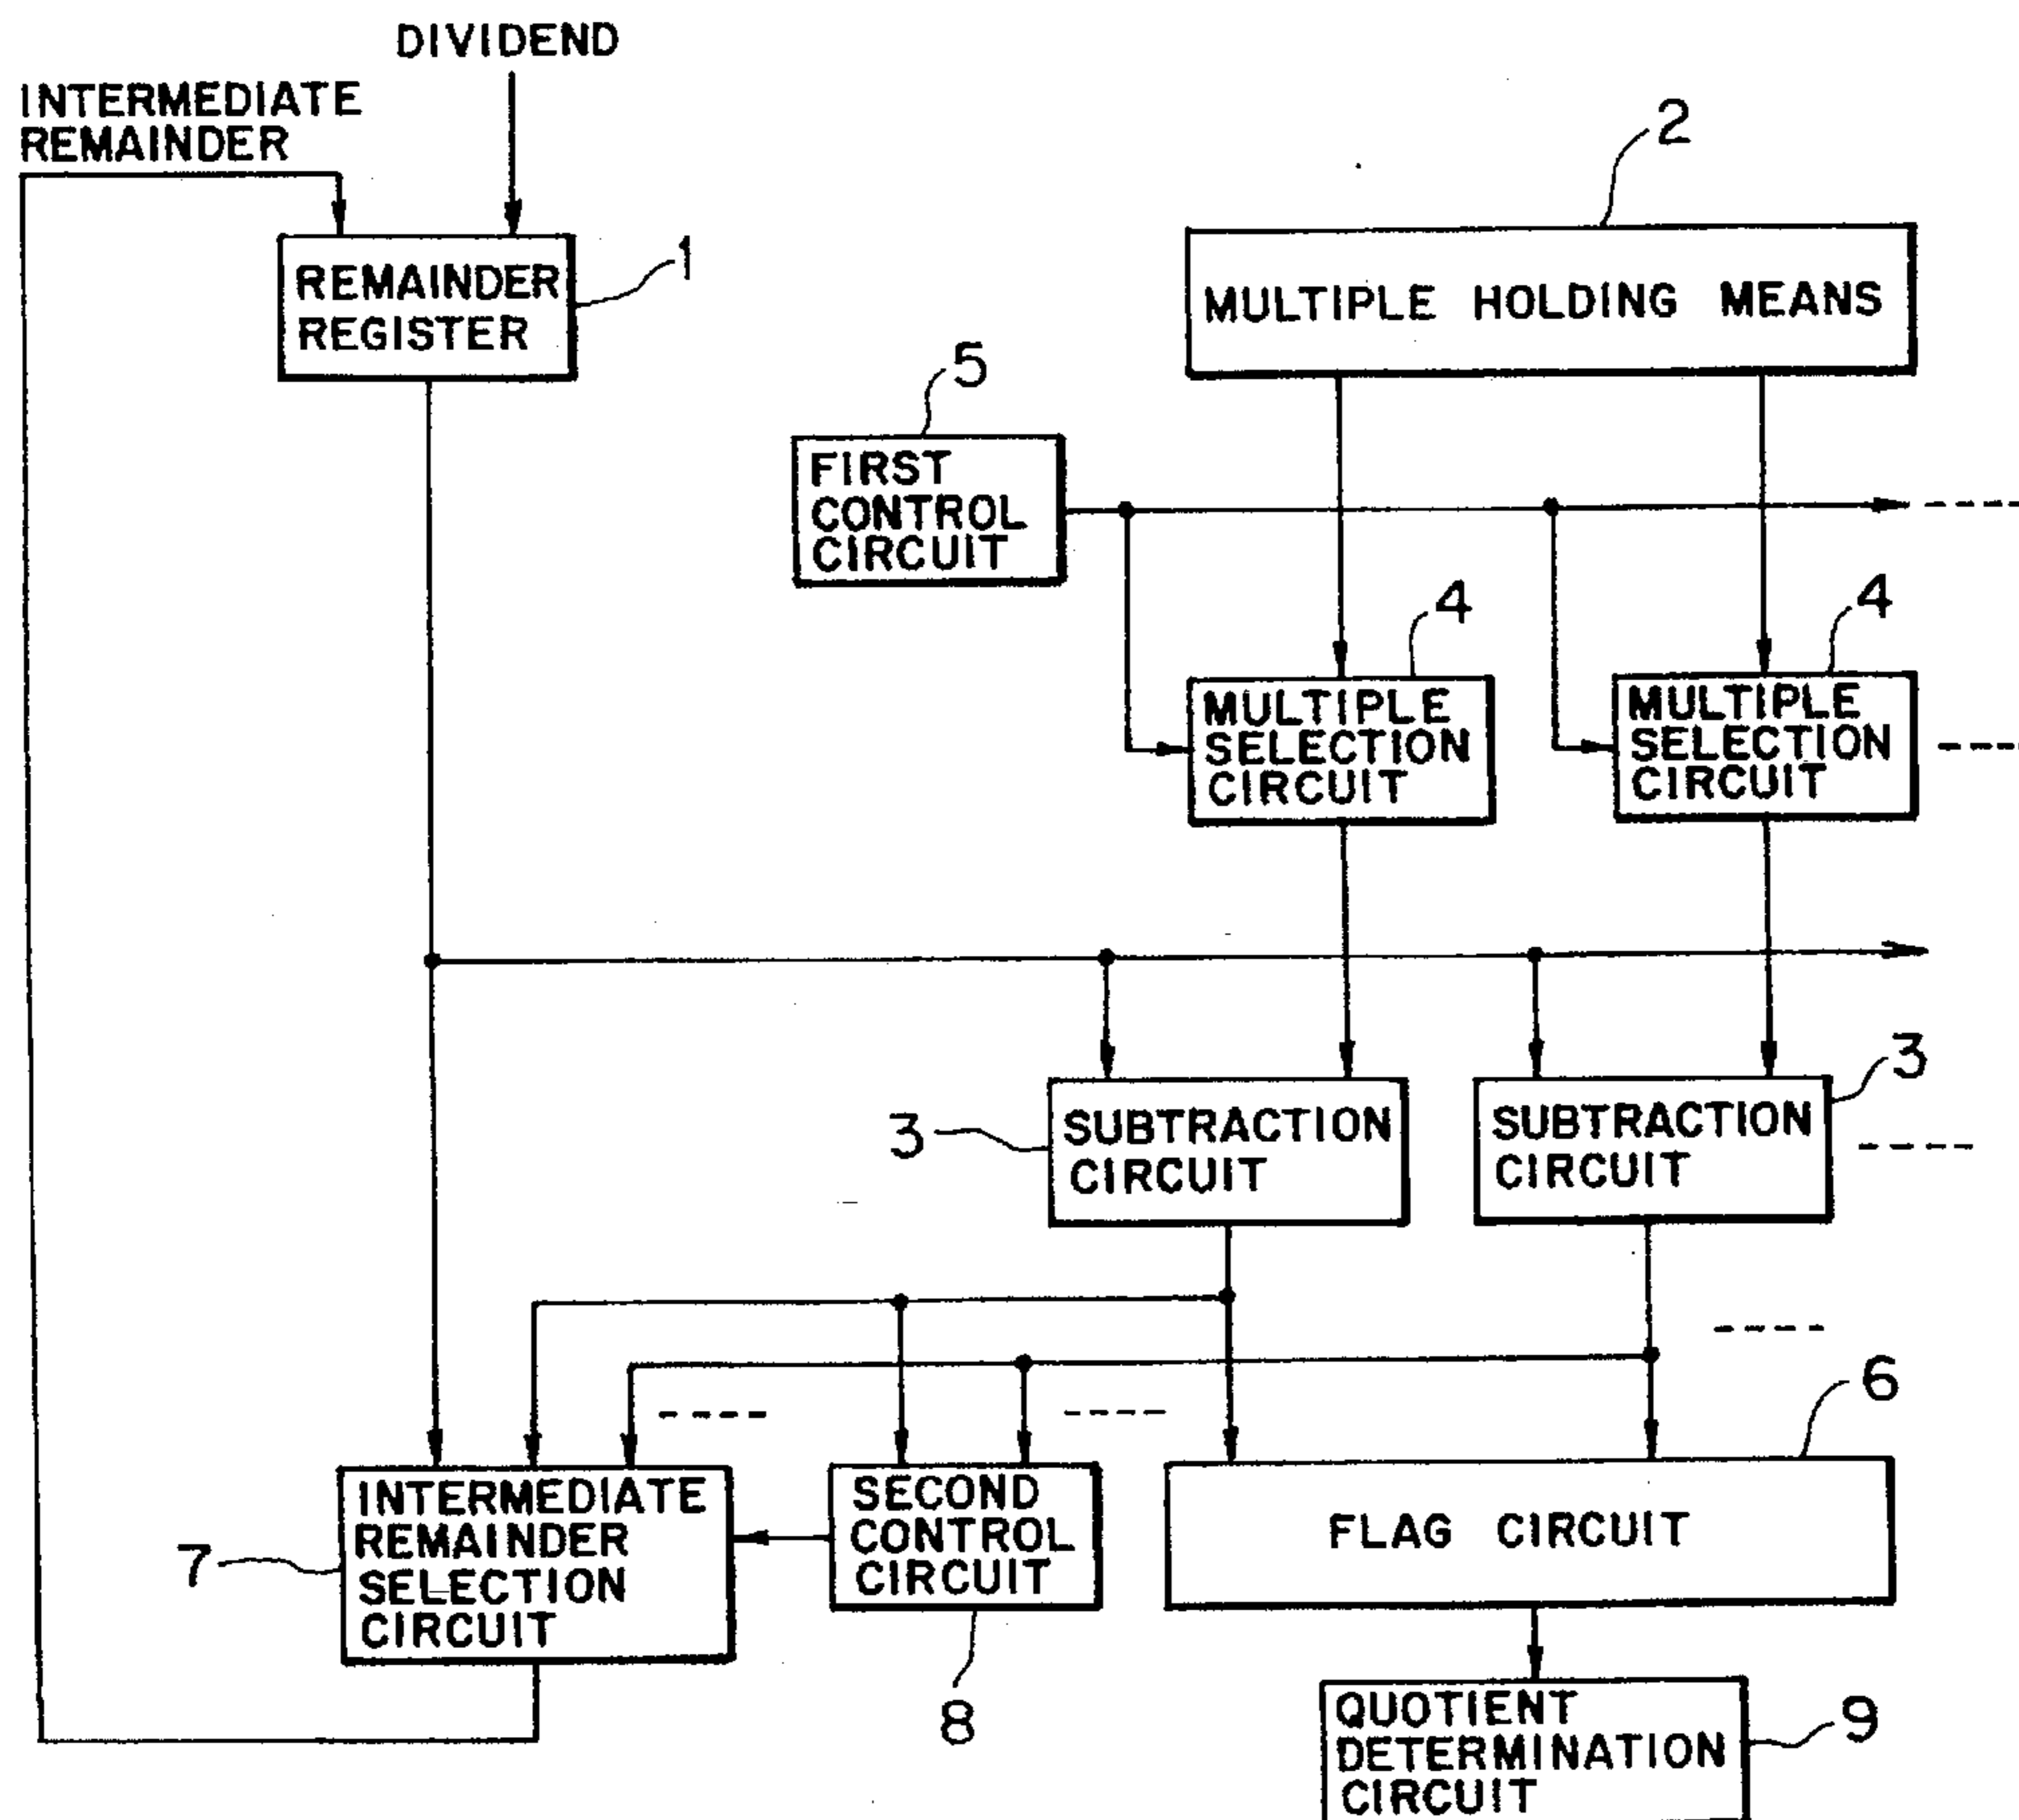 DIVIDEND
INTERMEDIATE
REMAINDER
2
REMAINDER
REGISTER
1
MULTIPLE HOLDING MEANS
5
FIRST
CONTROL
CIRCUIT
4
4
MULTIPLE
SELECTION
CIRCUIT
MULTIPLE
SELECTION
CIRCUIT
3
SUBTRACTION
CIRCUIT
SUBTRACTION
CIRCUIT
3
6
INTERMEDIATE
REMAINDER
SELECTION
CIRCUIT
7
SECOND
CONTROL
CIRCUIT
8
FLAG CIRCUIT
QUOTIENT
DETERMINATION
CIRCUIT
9